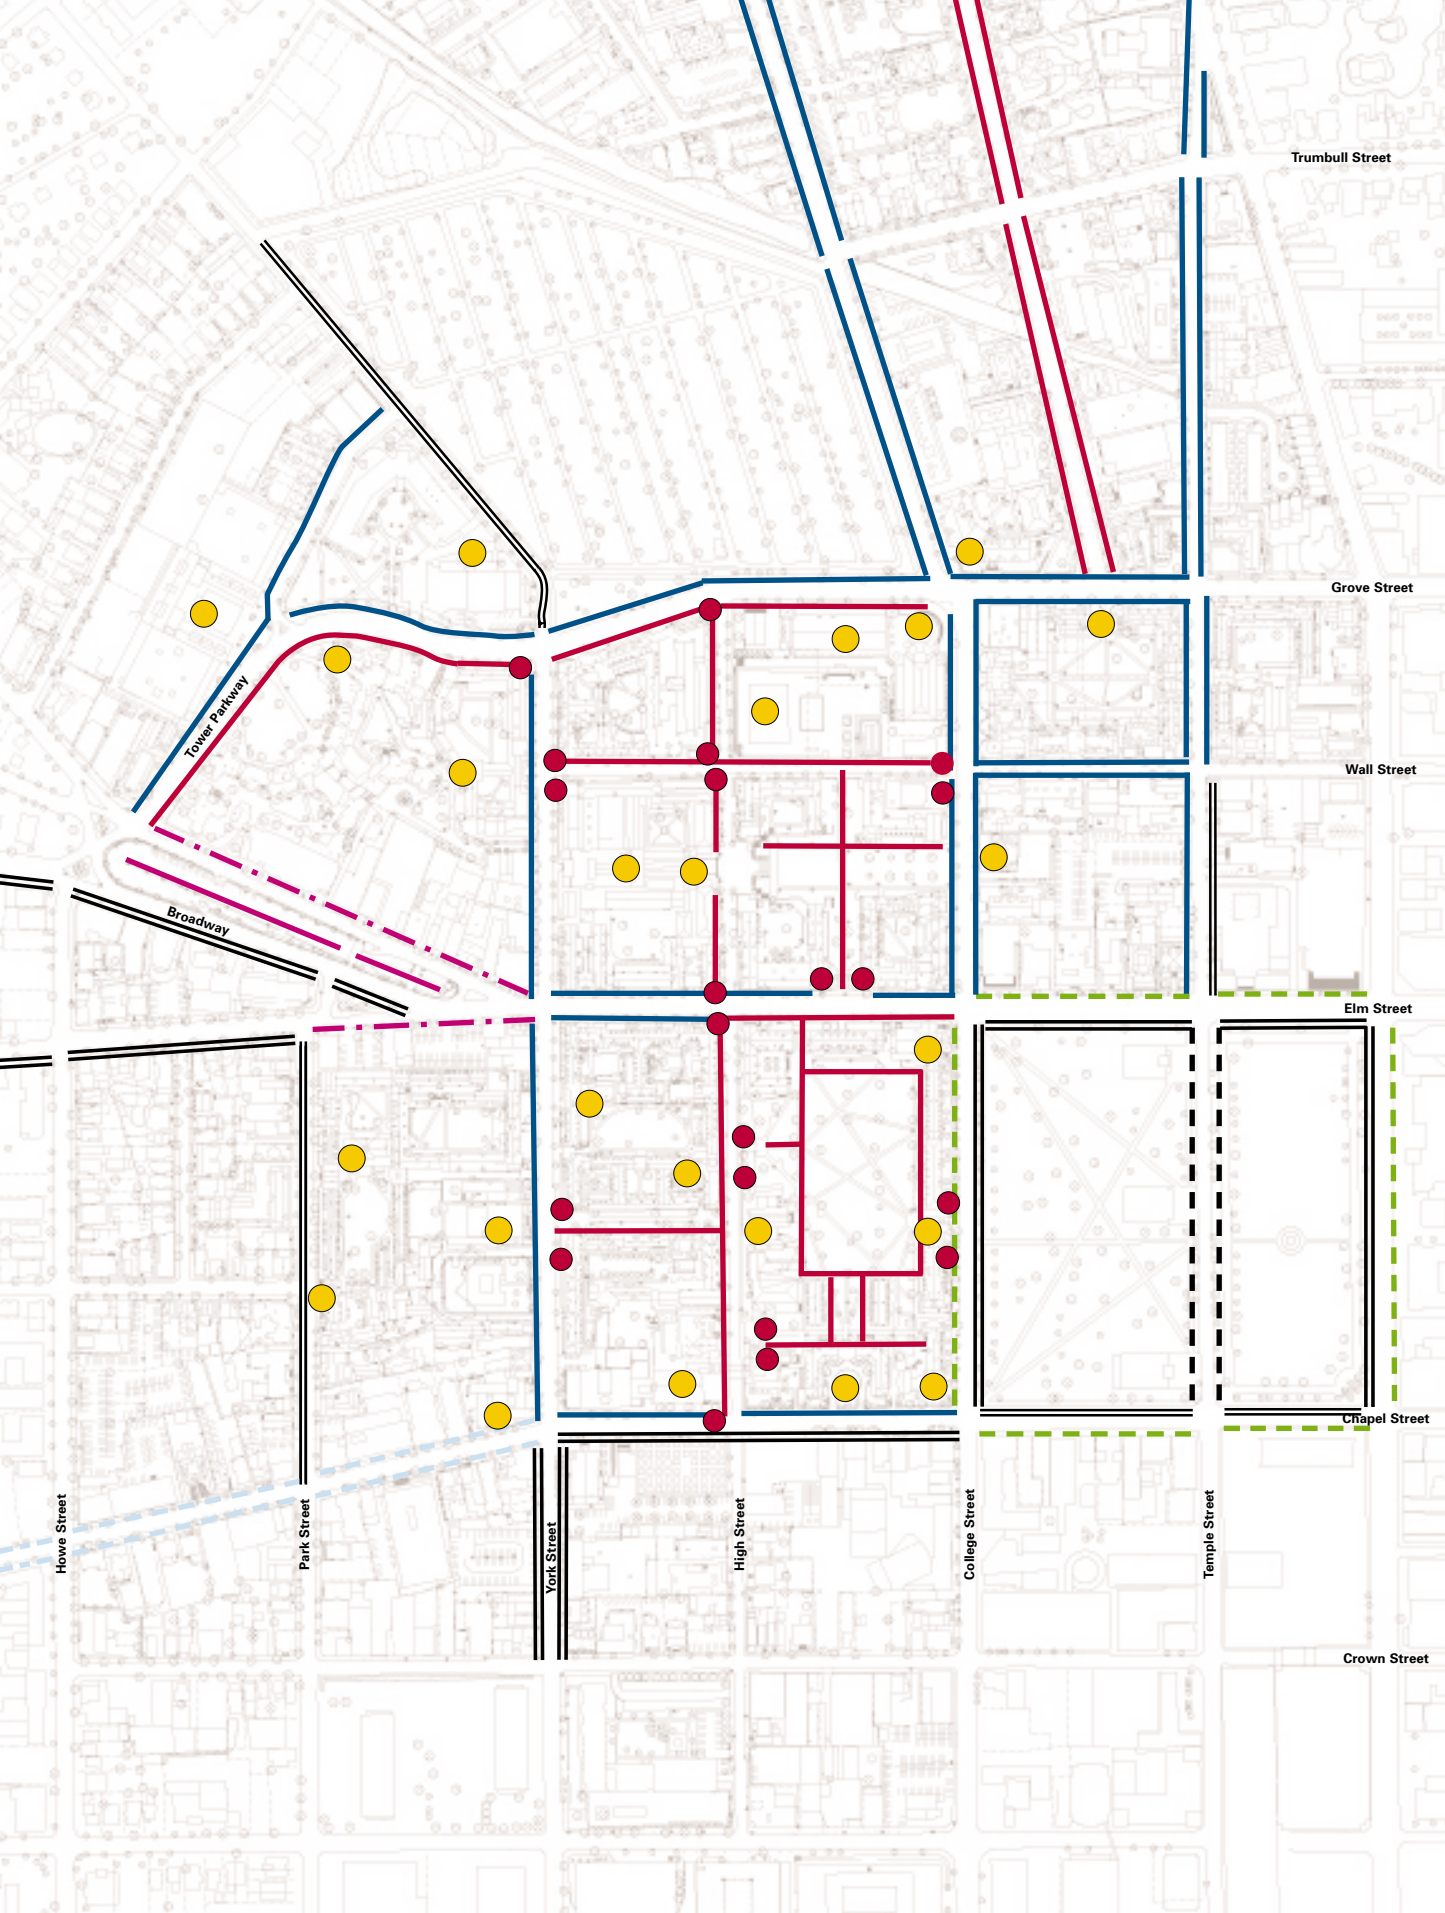 Trumbull Street
Grove Street
Tower Parkway
Wall Street
Broadway
Elm Street
Chapel Street
Howe Street
Park Street
York Street
High Street
College Street
Temple Street
Crown Street